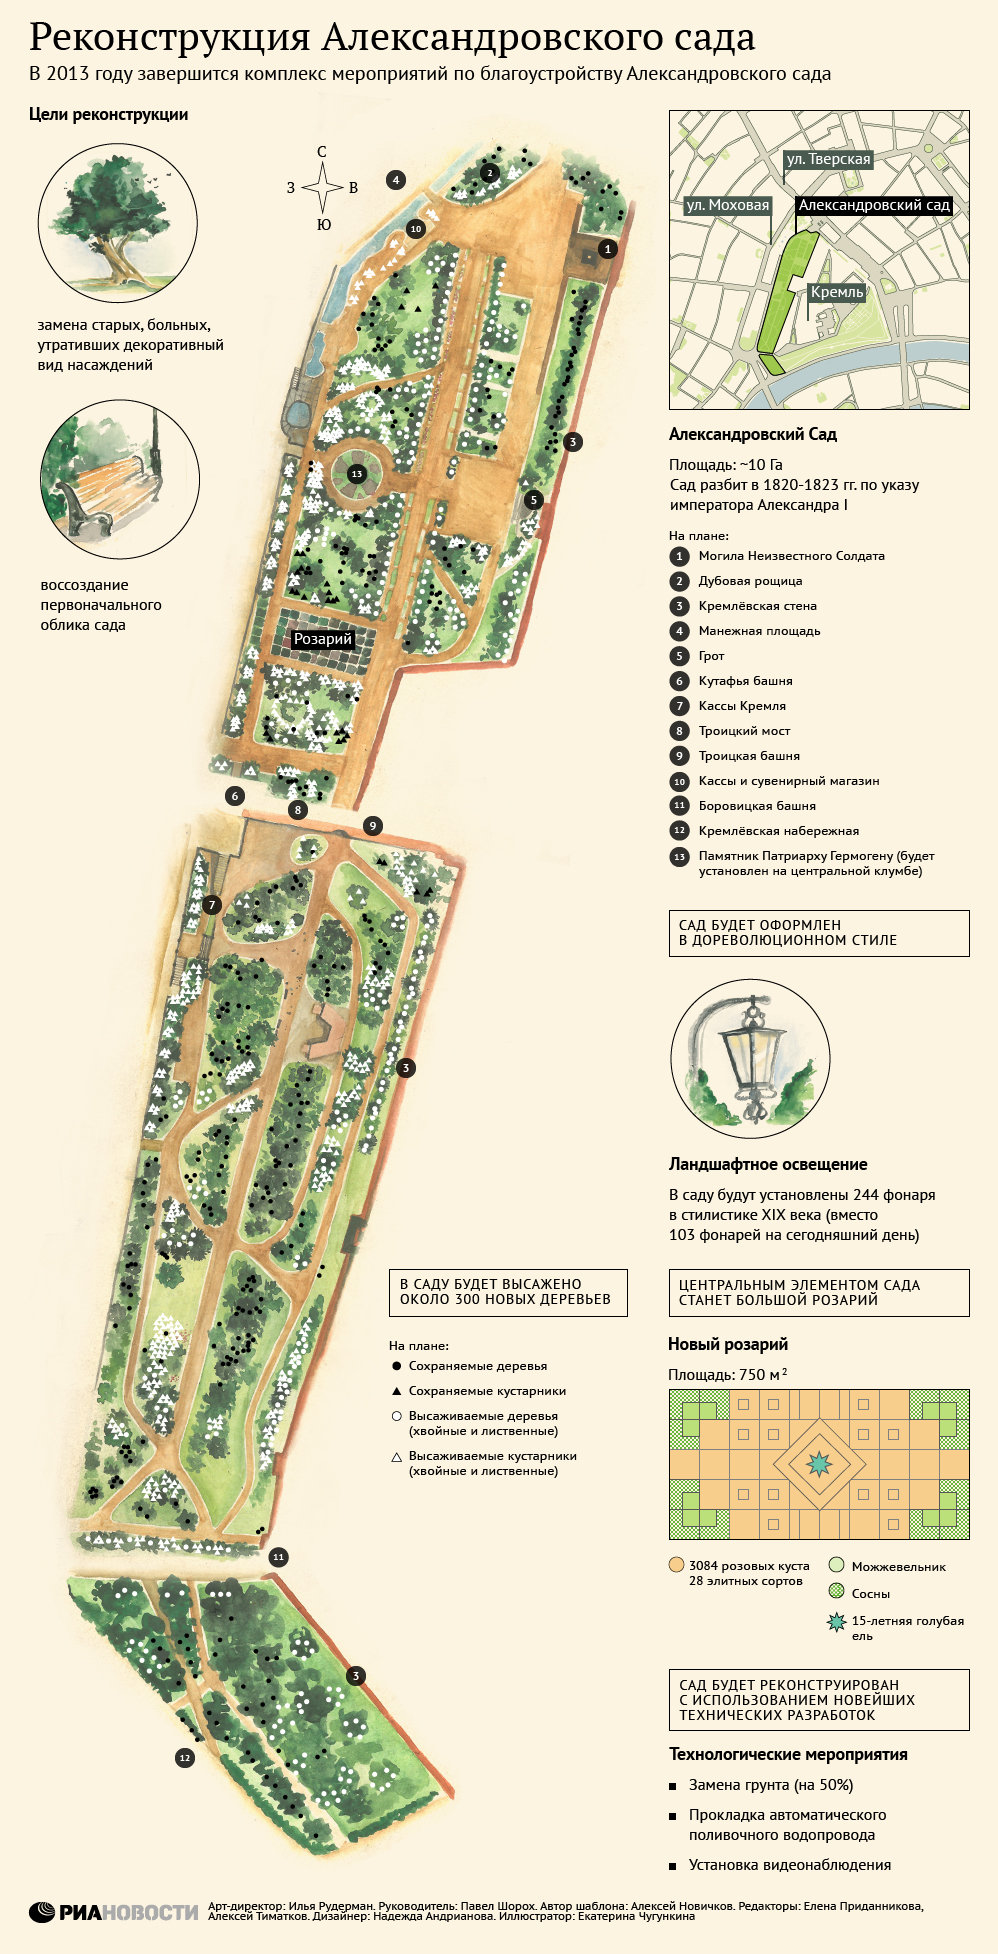 Реконструкция Александровского сада
В 2013 году завершится комплекс мероприятий по благоустройству Александровского сада
Цели реконструкции
замена старых, больных,
утративших декоративный
вид насаждений
воссоздание
первоначального
облика сада
С
З
В
Ю
4
2
10
1
3
13
5
Розарий
6
8
9
7
3
11
3
12
ул. Тверская
ул. Моховая
Александровский сад
Кремль
Александровский Сад
Площадь: ~10 Га
Сад разбит в 1820-1823 гг. по указу
императора Александра I
На плане:
1 Могила Неизвестного Солдата
2 Дубовая рощица
3 Кремлёвская стена
4 Манежная площадь
5 Грот
6 Кутафья башня
7 Кассы Кремля
8 Троицкий мост
9 Троицкая башня
10 Кассы и сувенирный магазин
11 Боровицкая башня
12 Кремлёвская набережная
13 Памятник Патриарху Гермогену (будет
установлен на центральной клумбе)
САД БУДЕТ ОФОРМЛЕН
В ДОРЕВОЛЮЦИОННОМ СТИЛЕ
Ландшафтное освещение
В саду будут установлены 244 фонаря
в стилистике XIX века (вместо
103 фонарей на сегодняшний день)
В САДУ БУДЕТ ВЫСАЖЕНО
ОКОЛО 300 НОВЫХ ДЕРЕВЬЕВ
На плане:
Сохраняемые деревья
Сохраняемые кустарники
Высаживаемые деревья
(хвойные и лиственные)
Высаживаемые кустарники
(хвойные и лиственные)
ЦЕНТРАЛЬНЫМ ЭЛЕМЕНТОМ САДА
СТАНЕТ БОЛЬШОЙ РОЗАРИЙ
Новый розарий
Площадь: 750 м²
3084 розовых куста
28 элитных сортов
Можжевельник
Сосны
15-летняя голубая
ель
САД БУДЕТ РЕКОНСТРУИРОВАН
С ИСПОЛЬЗОВАНИЕМ НОВЕЙШИХ
ТЕХНИЧЕСКИХ РАЗРАБОТОК
Технологические мероприятия
Замена грунта (на 50%)
Прокладка автоматического
поливочного водопровода
Установка видеонаблюдения
РИАНОВОСТИ
Арт-директор: Илья Рудерман. Руководитель: Павел Шорох. Автор шаблона: Алексей Новичков. Редакторы: Елена Приданникова,
Алексей Тиматков. Дизайнер: Надежда Андрианова. Иллюстратор: Екатерина Чугункина